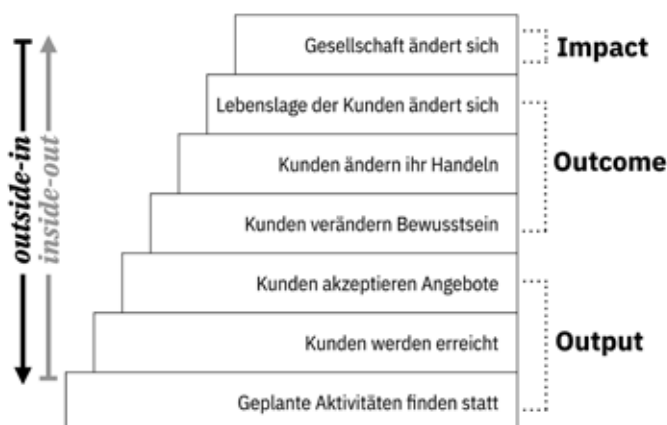 Gesellschaft ändert sich
Impact
Lebenslage der Kunden ändert sich
Kunden ändern ihr Handeln
Outcome
Kunden verändern Bewusstsein
Kunden akzeptieren Angebote
Kunden werden erreicht
Output
Geplante Aktivitäten finden statt
outside-in
inside-out